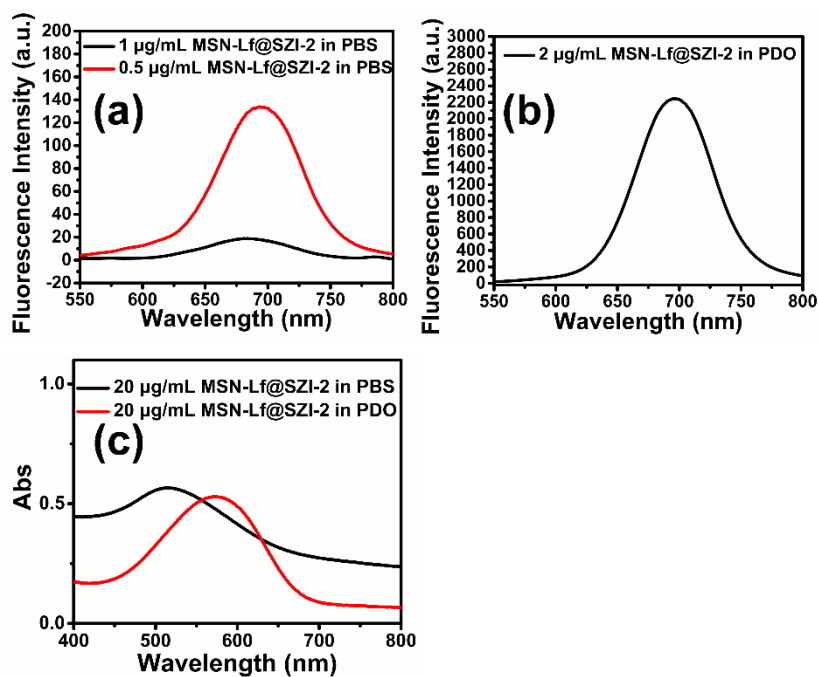 1 µg/mL MSN-Lf@SZI-2 in PBS
0.5 µg/mL MSN-Lf@SZI-2 in PBS
(a)
Fluorescence Intensity (a.u.)
200
180
160
140
120
100
80
60
40
20
0
-20
550 600 650 700 750 800
Wavelength (nm)
2 µg/mL MSN-Lf@SZI-2 in PDO
(b)
Fluorescence Intensity (a.u.)
3000
2800
2600
2400
2200
2000
1800
1600
1400
1200
1000
800
600
400
200
0
550 600 650 700 750 800
Wavelength (nm)
20 µg/mL MSN-Lf@SZI-2 in PBS
20 µg/mL MSN-Lf@SZI-2 in PDO
(c)
Abs
1.0
0.5
0.0
400 500 600 700 800
Wavelength (nm)